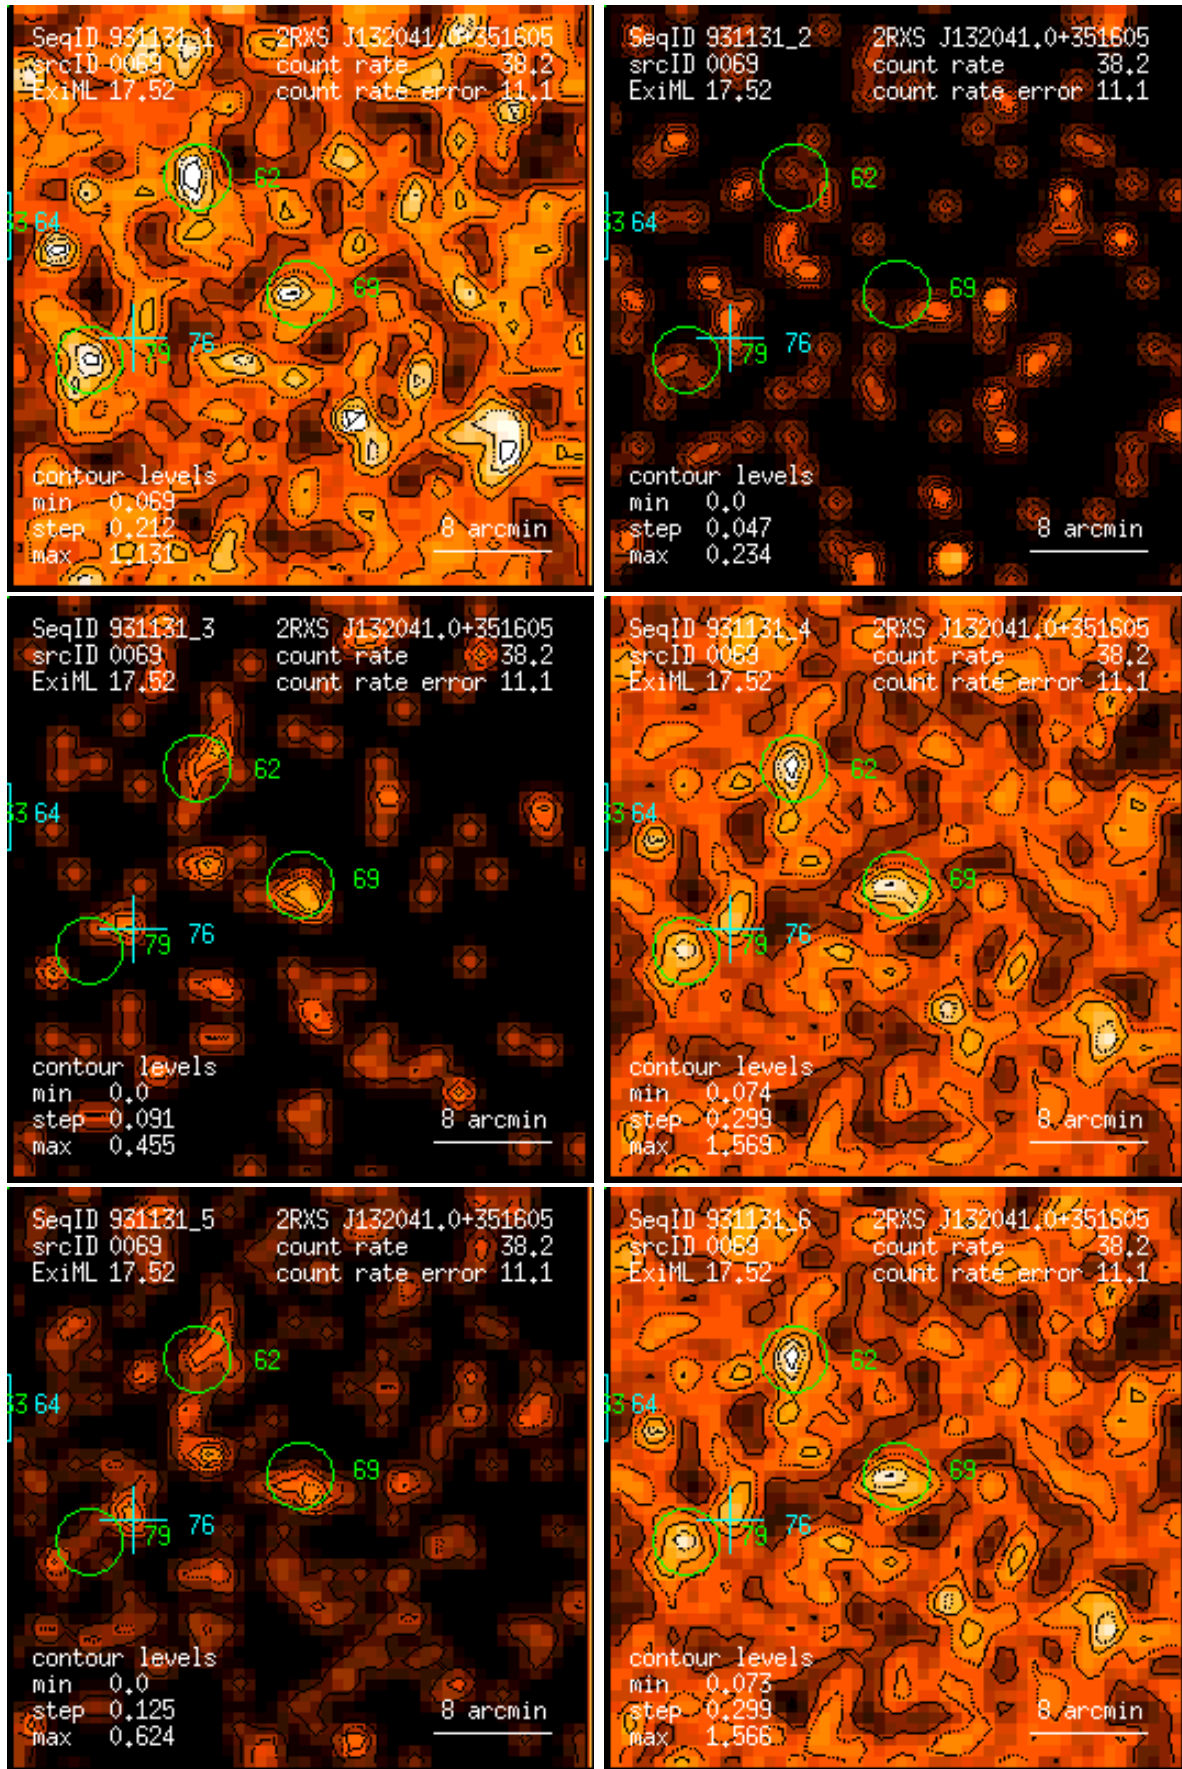 SeqID 931131_1 2RXS J132041.0+351605
srcID 0069 count rate 38.2
ExiML 17.52 count rate error 11.1
62
53 64
69
79 76
contour levels
min 0.069
step 0.212 8 arcmin
max 1.131
SeqID 931131_2 2RXS J132041.0+351605
srcID 0069 count rate 38.2
ExiML 17.52 count rate error 11.1
62
53 64
69
79 76
contour levels
min 0.0
step 0.047 8 arcmin
max 0.234
SeqID 931131_3 2RXS J132041.0+351605
srcID 0069 count rate 38.2
ExiML 17.52 count rate error 11.1
62
53 64
69
79 76
contour levels
min 0.0
step 0.091 8 arcmin
max 0.455
SeqID 931131_4 2RXS J132041.0+351605
srcID 0069 count rate 38.2
ExiML 17.52 count rate error 11.1
62
53 64
69
79 76
contour levels
min 0.074
step 0.299 8 arcmin
max 1.569
SeqID 931131_5 2RXS J132041.0+351605
srcID 0069 count rate 38.2
ExiML 17.52 count rate error 11.1
62
53 64
69
79 76
contour levels
min 0.0
step 0.125 8 arcmin
max 0.624
SeqID 931131_6 2RXS J132041.0+351605
srcID 0069 count rate 38.2
ExiML 17.52 count rate error 11.1
62
53 64
69
79 76
contour levels
min 0.073
step 0.299 8 arcmin
max 1.566